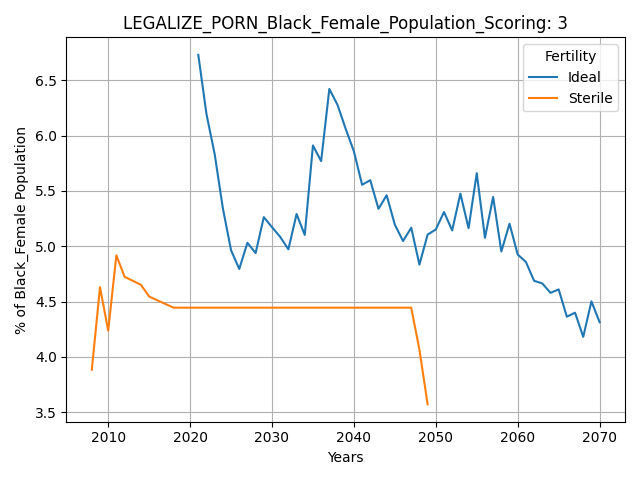 LEGALIZE_PORN_Black_Female_Population_Scoring: 3
% of Black_Female Population
6.5
6.0
5.5
5.0
4.5
4.0
3.5
Fertility
Ideal
Sterile
2010 2020 2030 2040 2050 2060 2070
Years